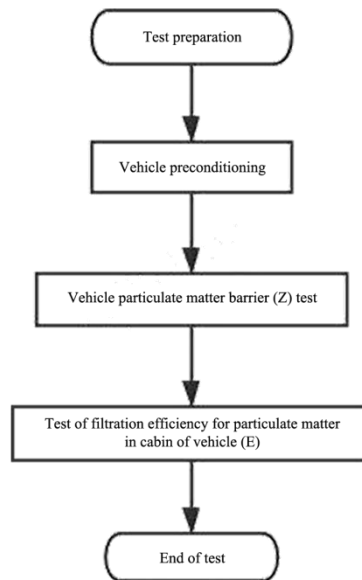 Test preparation
Vehicle preconditioning
Vehicle particulate matter barrier (Z) test
Test of filtration efficiency for particulate matter
in cabin of vehicle (E)
End of test